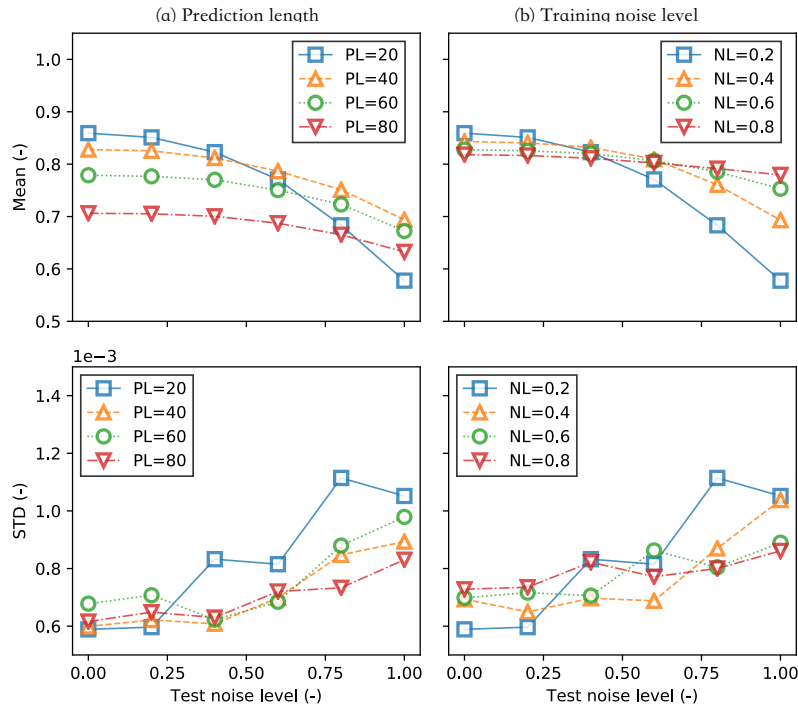 (a) Prediction length
(b) Training noise level
1.0
0.9
0.8
0.7
0.6
0.5
Mean (-)
PL=20
PL=40
PL=60
PL=80
NL=0.2
NL=0.4
NL=0.6
NL=0.8
1e−3
1.4
1.2
1.0
0.8
0.6
STD (-)
PL=20
PL=40
PL=60
PL=80
0.00 0.25 0.50 0.75 1.00
Test noise level (-)
NL=0.2
NL=0.4
NL=0.6
NL=0.8
0.00 0.25 0.50 0.75 1.00
Test noise level (-)